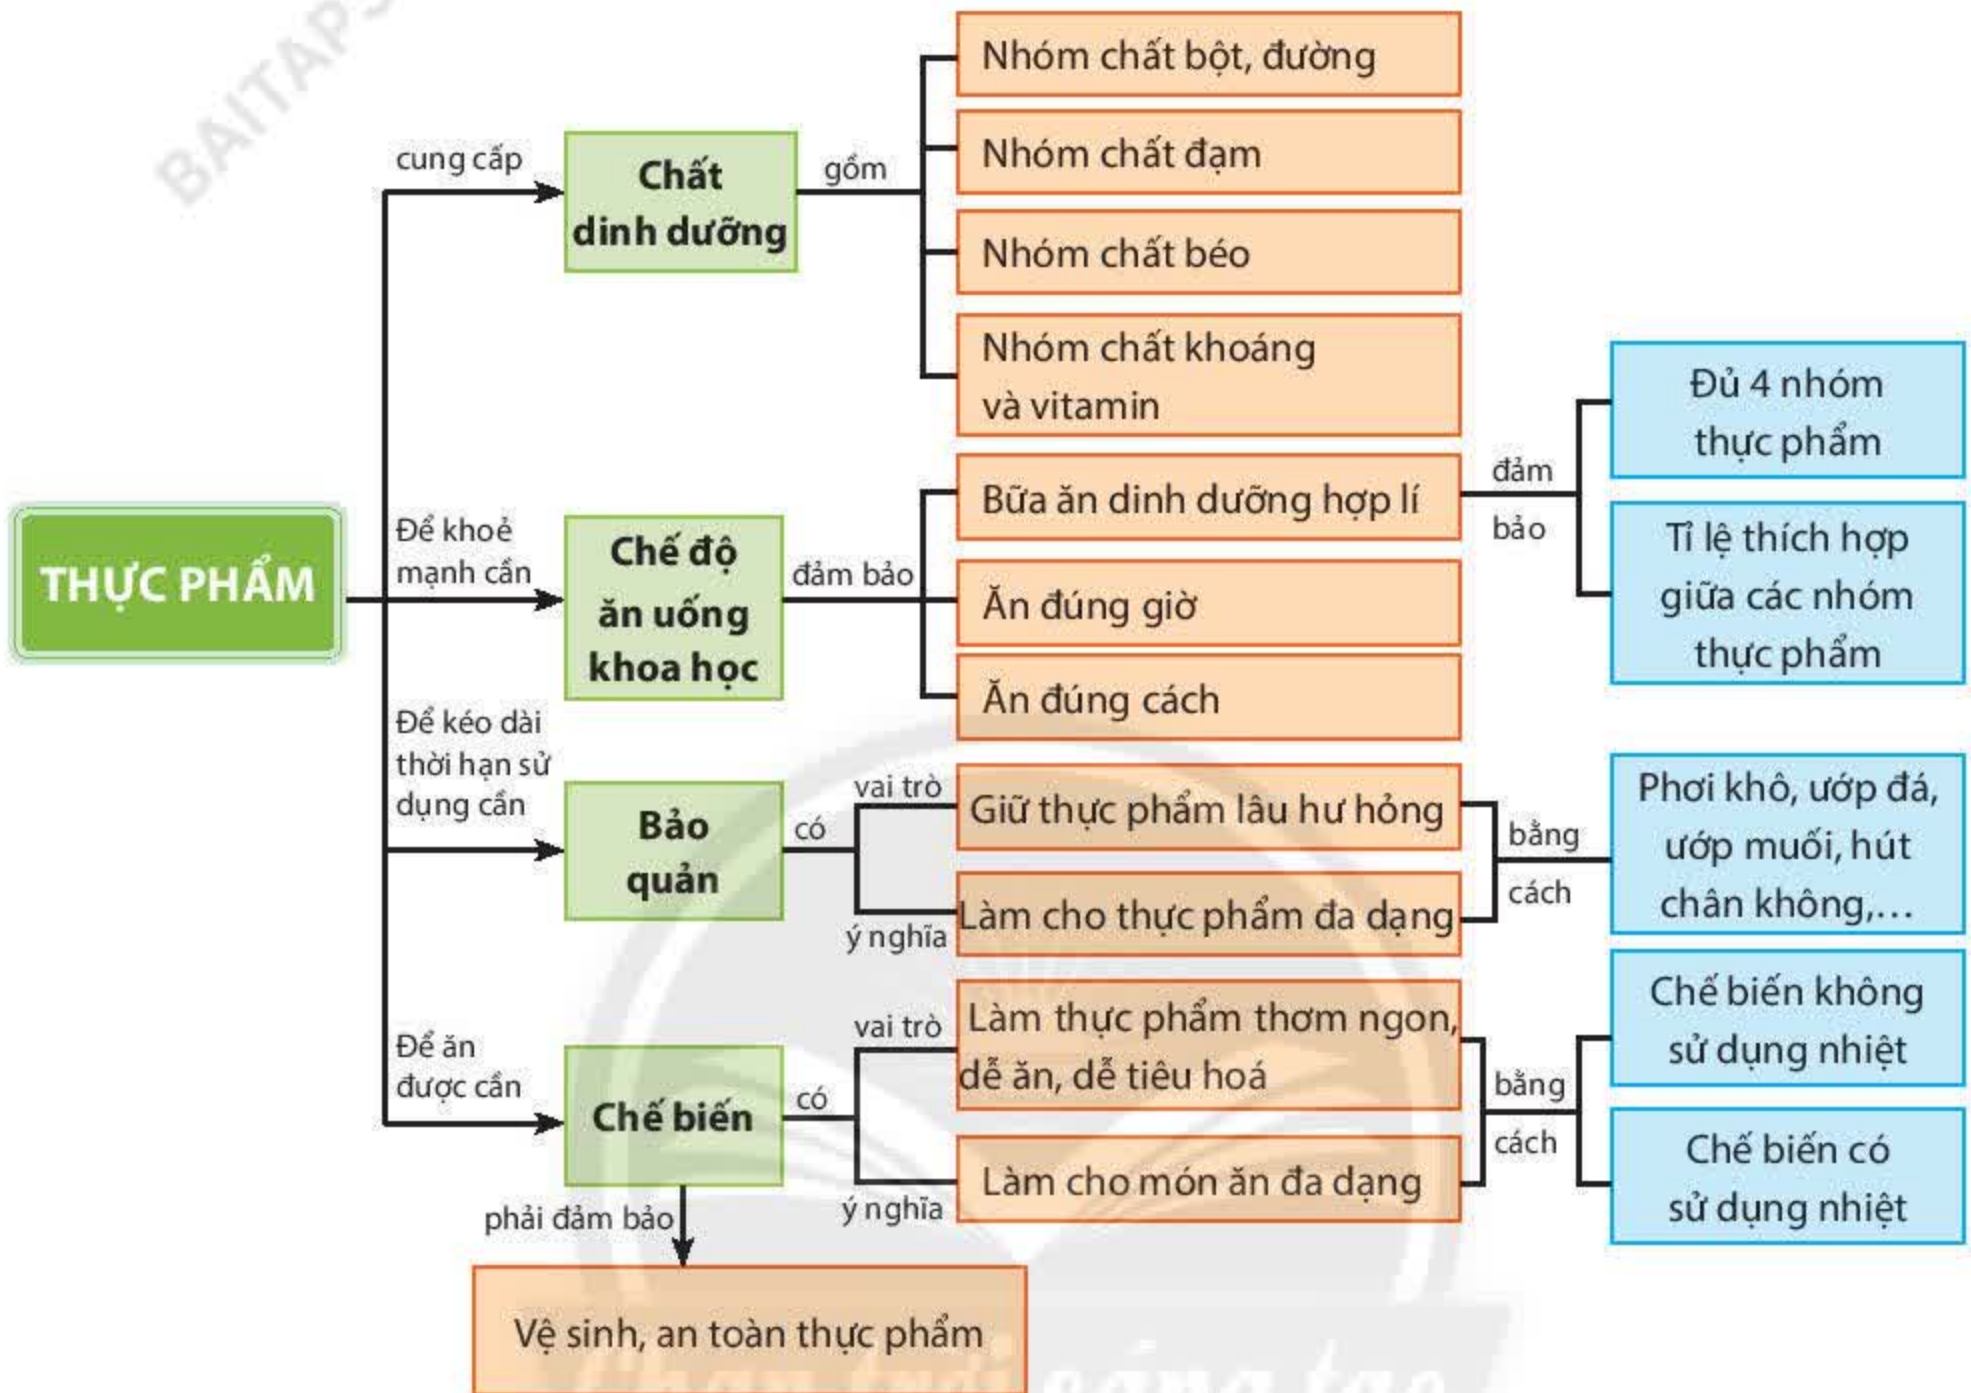 BAITAPS
Nhóm chất bột, đường
Nhóm chất đạm
Nhóm chất béo
Nhóm chất khoáng
và vitamin
cung cấp
Chất
dinh dưỡng
gồm
THỰC PHẨM
Để khoẻ
mạnh cần
Chế độ
ăn uống
khoa học
đảm bảo
Bữa ăn dinh dưỡng hợp lí
Ăn đúng giờ
Ăn đúng cách
đảm
bảo
Đủ 4 nhóm
thực phẩm
Tỉ lệ thích hợp
giữa các nhóm
thực phẩm
Để kéo dài
thời hạn sử
dụng cần
Bảo
quản
có
vai trò
Giữ thực phẩm lâu hư hỏng
ý nghĩa
Làm cho thực phẩm đa dạng
bằng
cách
Phơi khô, ướp đá,
ướp muối, hút
chân không,...
Để ăn
được cần
Chế biến
có
vai trò
Làm thực phẩm thơm ngon,
dễ ăn, dễ tiêu hoá
ý nghĩa
Làm cho món ăn đa dạng
bằng
cách
Chế biến không
sử dụng nhiệt
Chế biến có
sử dụng nhiệt
phải đảm bảo
Vệ sinh, an toàn thực phẩm
Chân trời sáng tạo